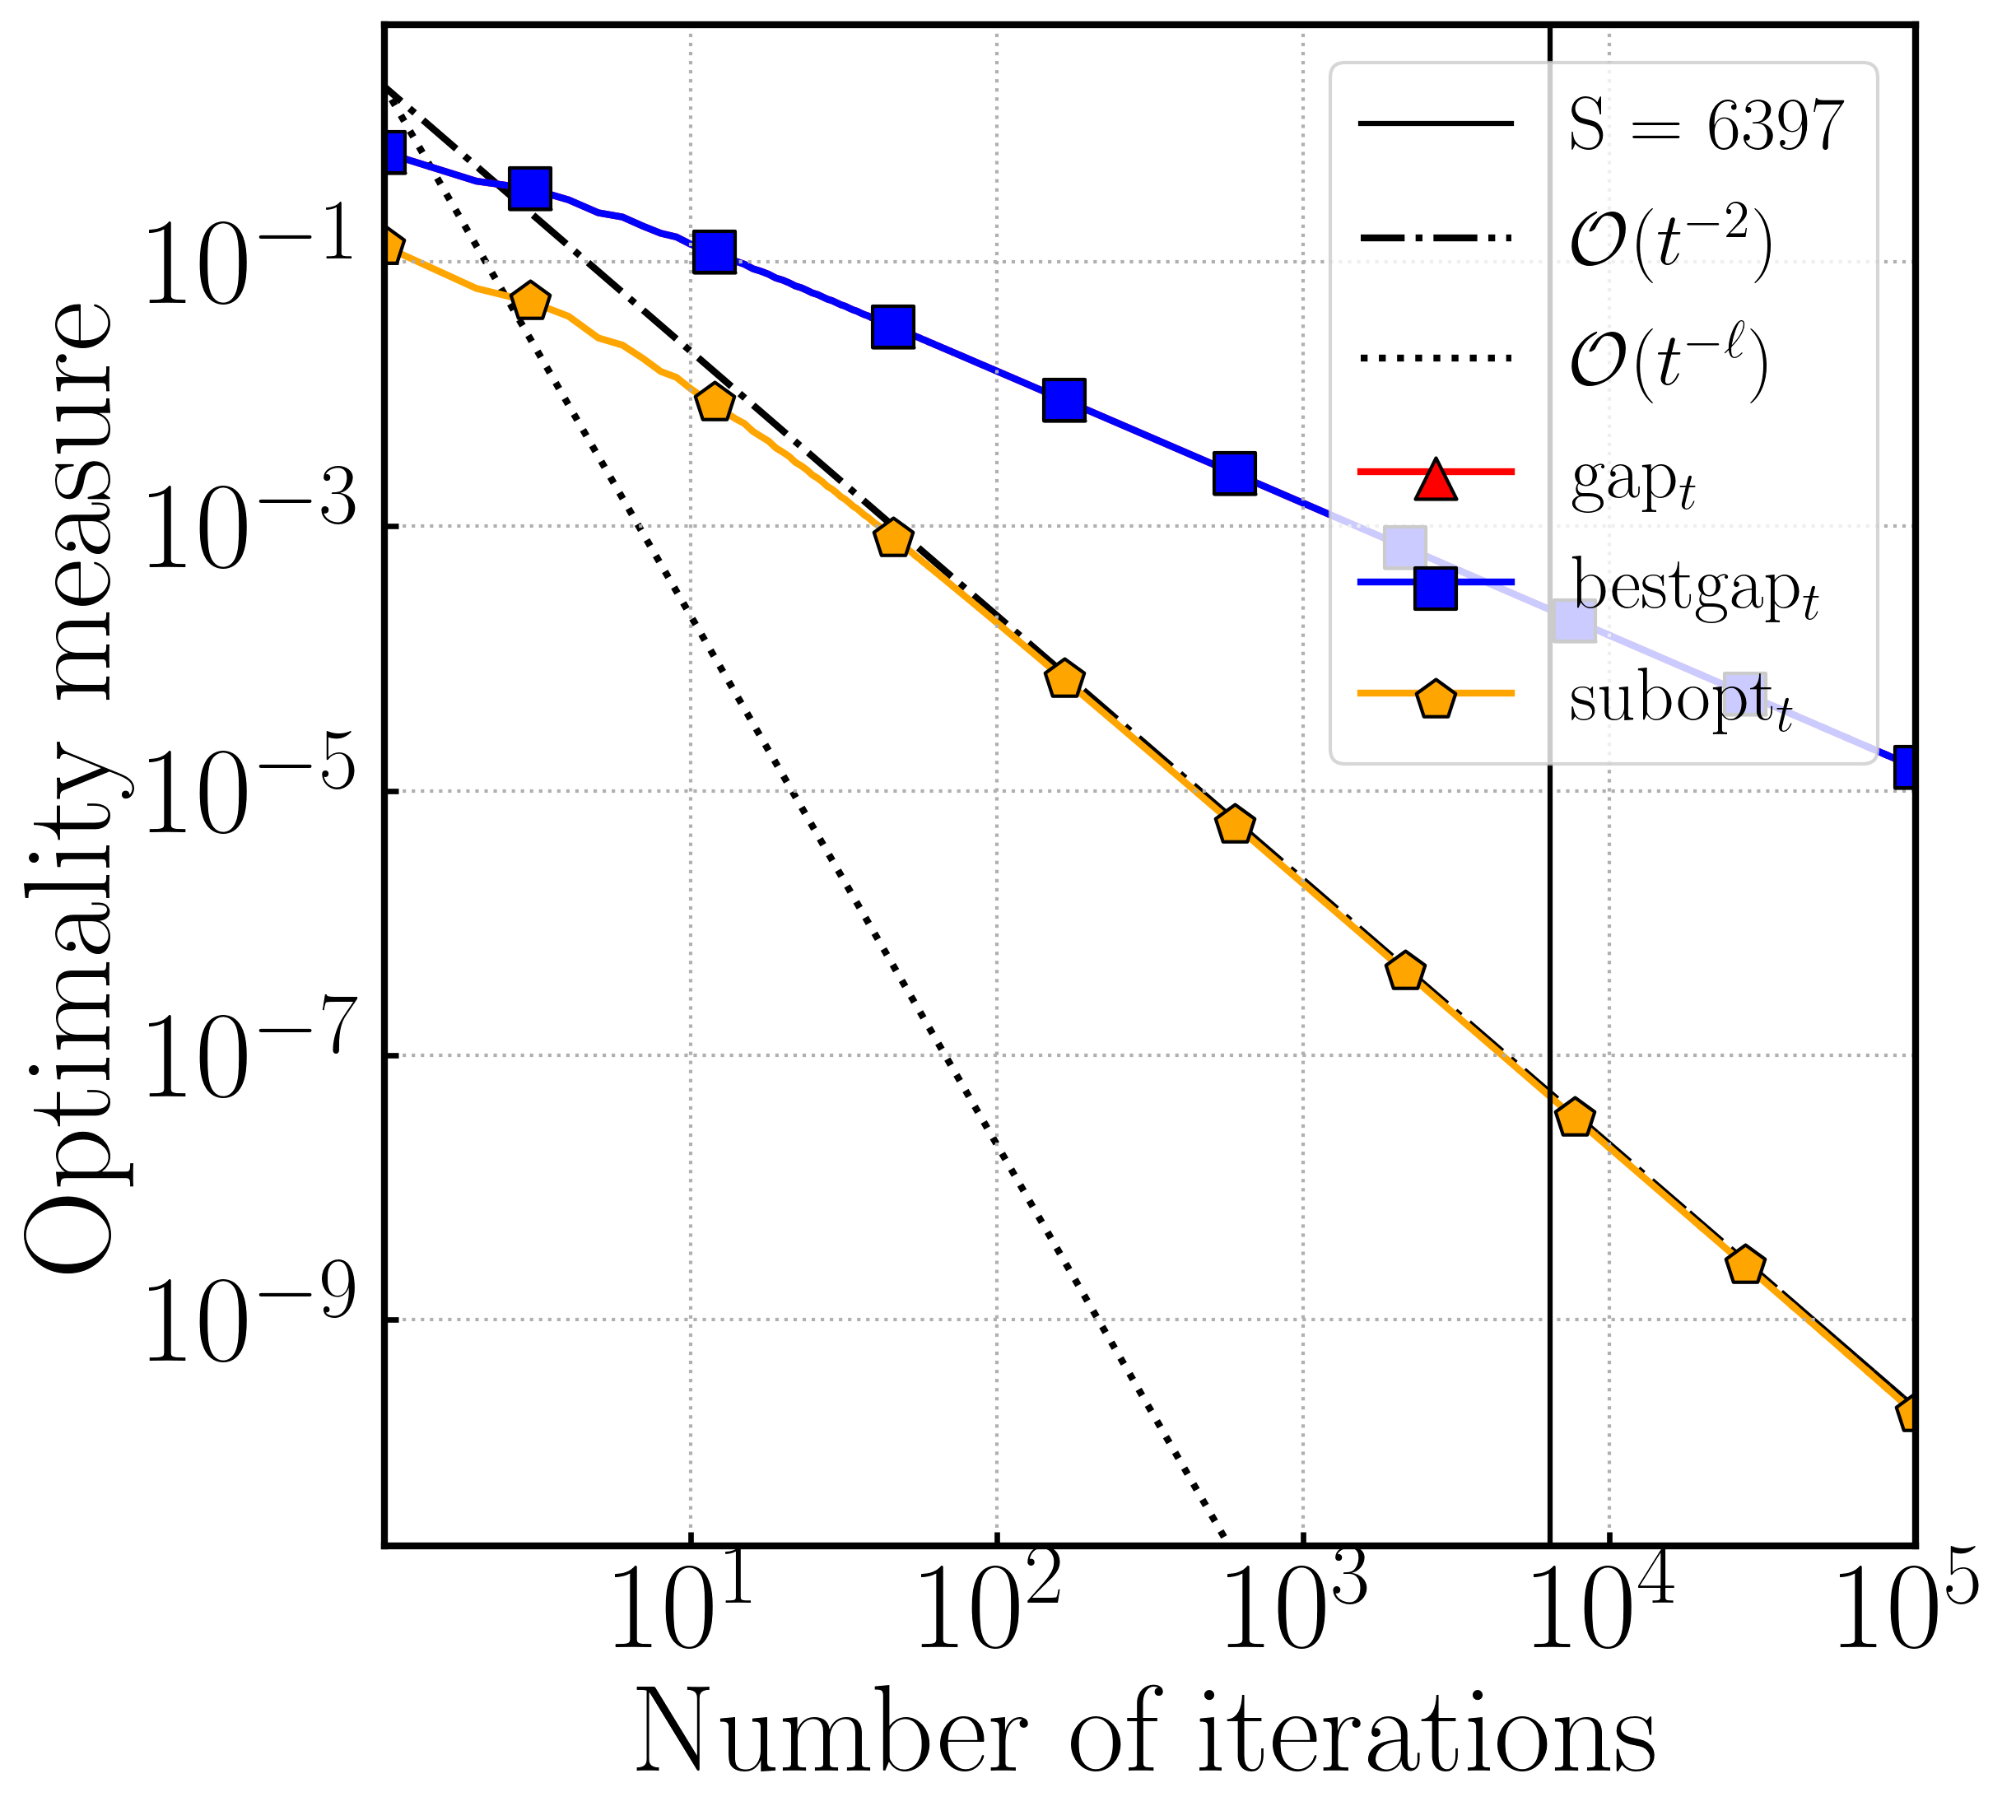 S = 6397
𝒪(t⁻²)
𝒪(t^{−ℓ})
gapₜ
bestgapₜ
suboptₜ
Optimality measure
10⁻¹
10⁻³
10⁻⁵
10⁻⁷
10⁻⁹
10¹ 10² 10³ 10⁴ 10⁵
Number of iterations